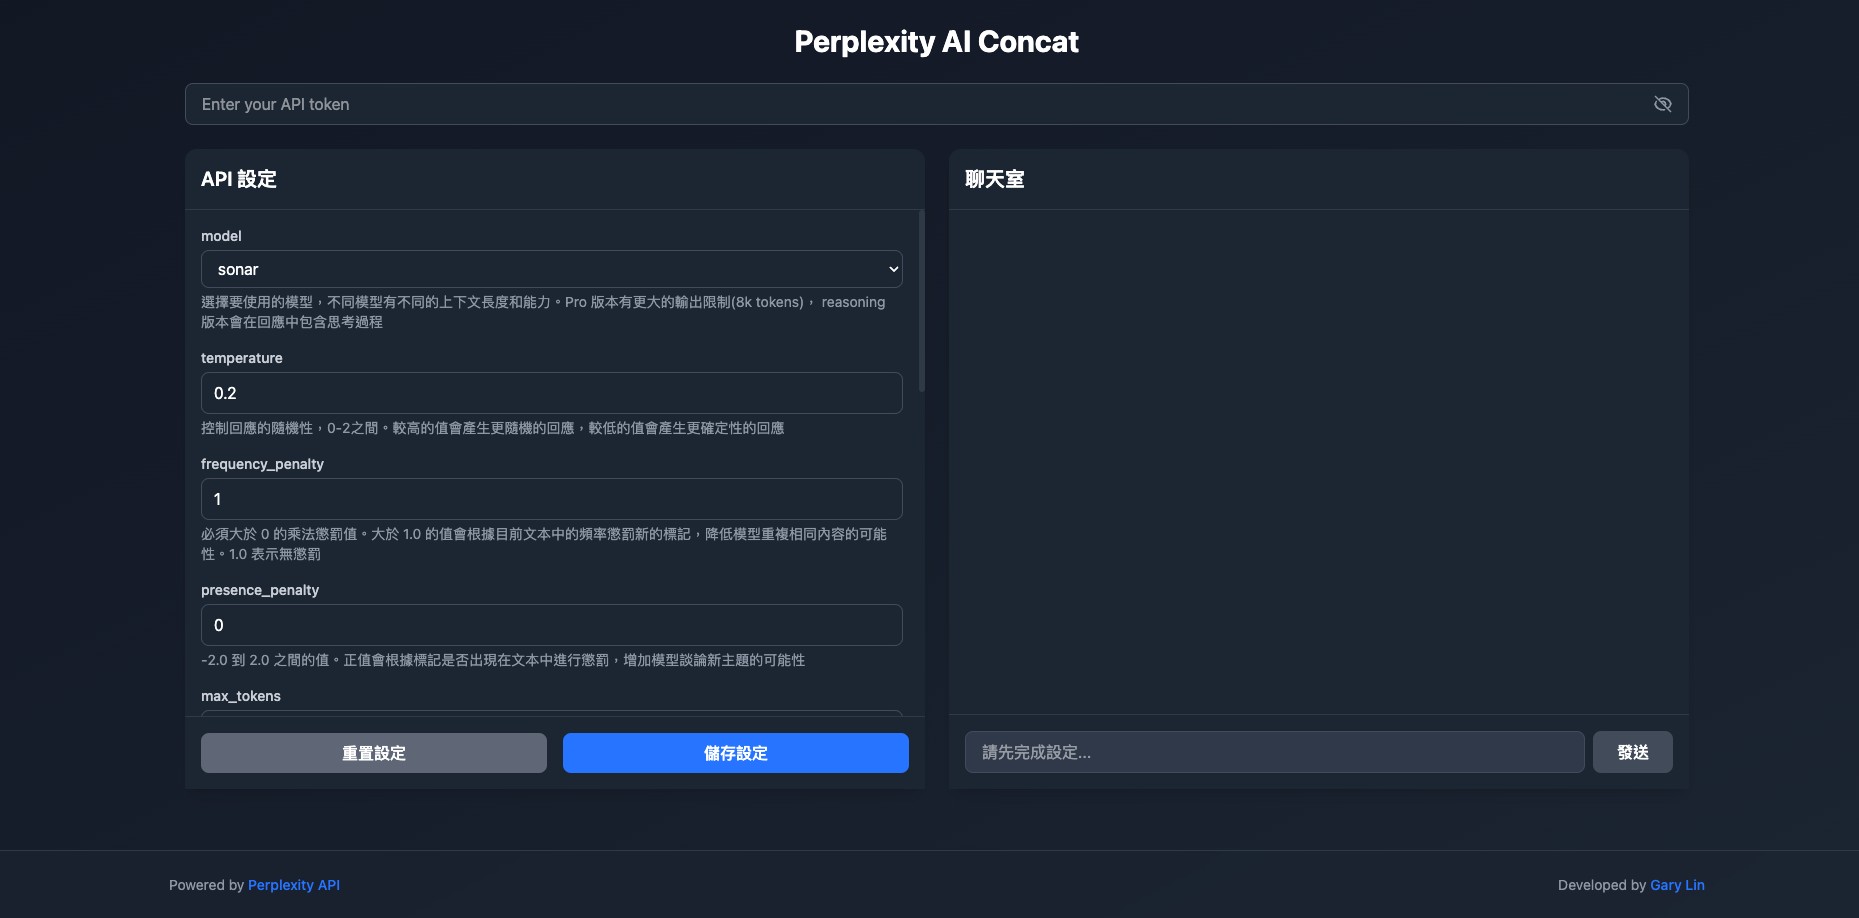 Perplexity AI Concat
Enter your API token
API 設定
model
sonar
選擇要使用的模型，不同模型有不同的上下文長度和能力。Pro 版本有更大的輸出限制(8k tokens)， reasoning
版本會在回應中包含思考過程
temperature
0.2
控制回應的隨機性，0-2之間。較高的值會產生更隨機的回應，較低的值會產生更確定性的回應
frequency_penalty
1
必須大於 0 的乘法懲罰值。大於 1.0 的值會根據目前文本中的頻率懲罰新的標記，降低模型重複相同內容的可能
性。1.0 表示無懲罰
presence_penalty
0
-2.0 到 2.0 之間的值。正值會根據標記是否出現在文本中進行懲罰，增加模型談論新主題的可能性
max_tokens
重置設定
儲存設定
聊天室
請先完成設定...
發送
Powered by Perplexity API
Developed by Gary Lin